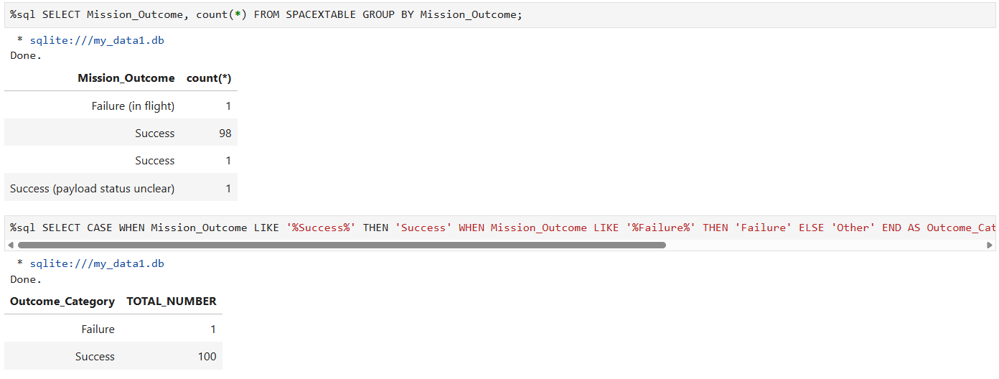 %sql SELECT Mission_Outcome, count(*) FROM SPACEXTABLE GROUP BY Mission_Outcome;
* sqlite:///my_data1.db
Done.
Mission_Outcome count(*)
Failure (in flight) 1
Success 98
Success 1
Success (payload status unclear) 1
%sql SELECT CASE WHEN Mission_Outcome LIKE '%Success%' THEN 'Success' WHEN Mission_Outcome LIKE '%Failure%' THEN 'Failure' ELSE 'Other' END AS Outcome_Cat
* sqlite:///my_data1.db
Done.
Outcome_Category TOTAL_NUMBER
Failure 1
Success 100